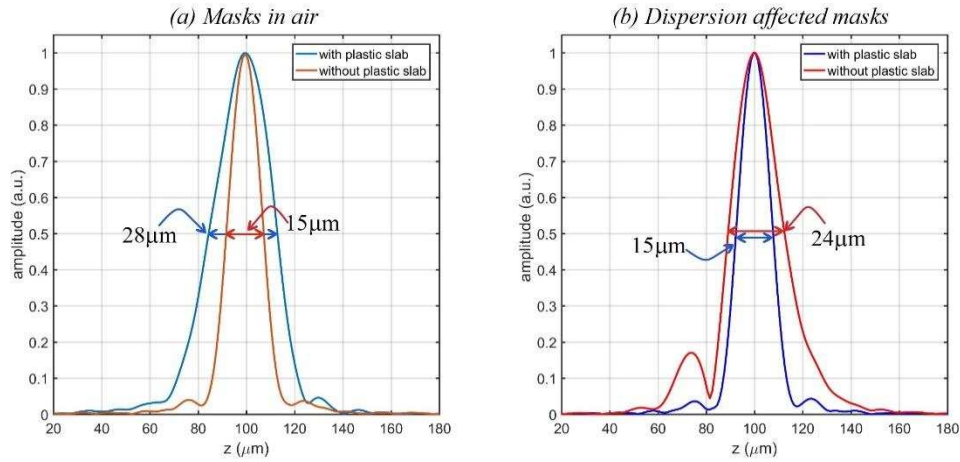 (a) Masks in air
with plastic slab
without plastic slab
1
0.9
0.8
0.7
0.6
0.5
0.4
0.3
0.2
0.1
0
amplitude (a.u.)
28μm
15μm
20 40 60 80 100 120 140 160 180
z (μm)
(b) Dispersion affected masks
with plastic slab
without plastic slab
1
0.9
0.8
0.7
0.6
0.5
0.4
0.3
0.2
0.1
0
amplitude (a.u.)
15μm
24μm
20 40 60 80 100 120 140 160 180
z (μm)